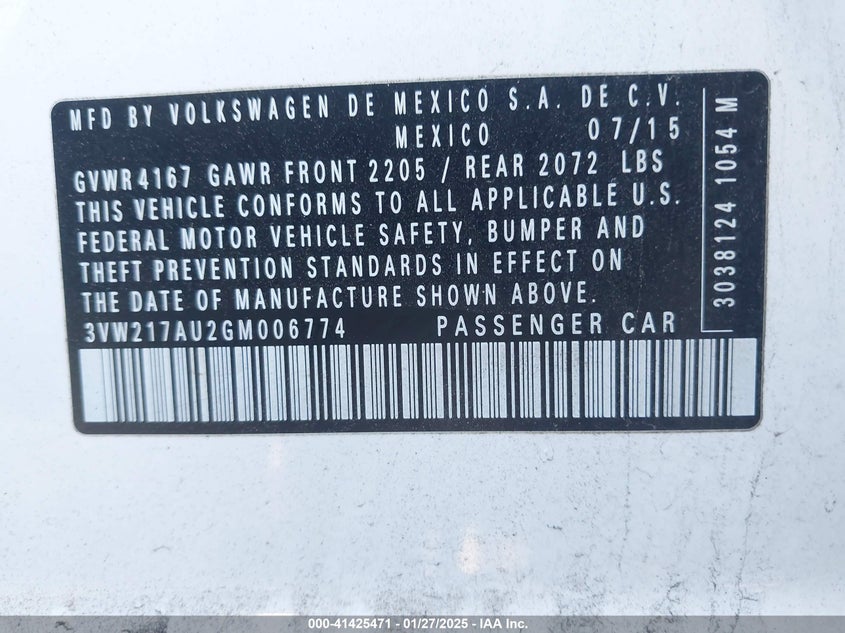 MFD BY VOLKSWAGEN DE MEXICO S.A. DE C.V.
MEXICO 07/15
GVWR 4167 GAWR FRONT 2205 / REAR 2072 LBS
THIS VEHICLE CONFORMS TO ALL APPLICABLE U.S.
FEDERAL MOTOR VEHICLE SAFETY, BUMPER AND
THEFT PREVENTION STANDARDS IN EFFECT ON
THE DATE OF MANUFACTURE SHOWN ABOVE.
3VW217AU2GM006774 PASSENGER CAR
3038124 1054 M
000-41425471 - 01/27/2025 - IAA Inc.